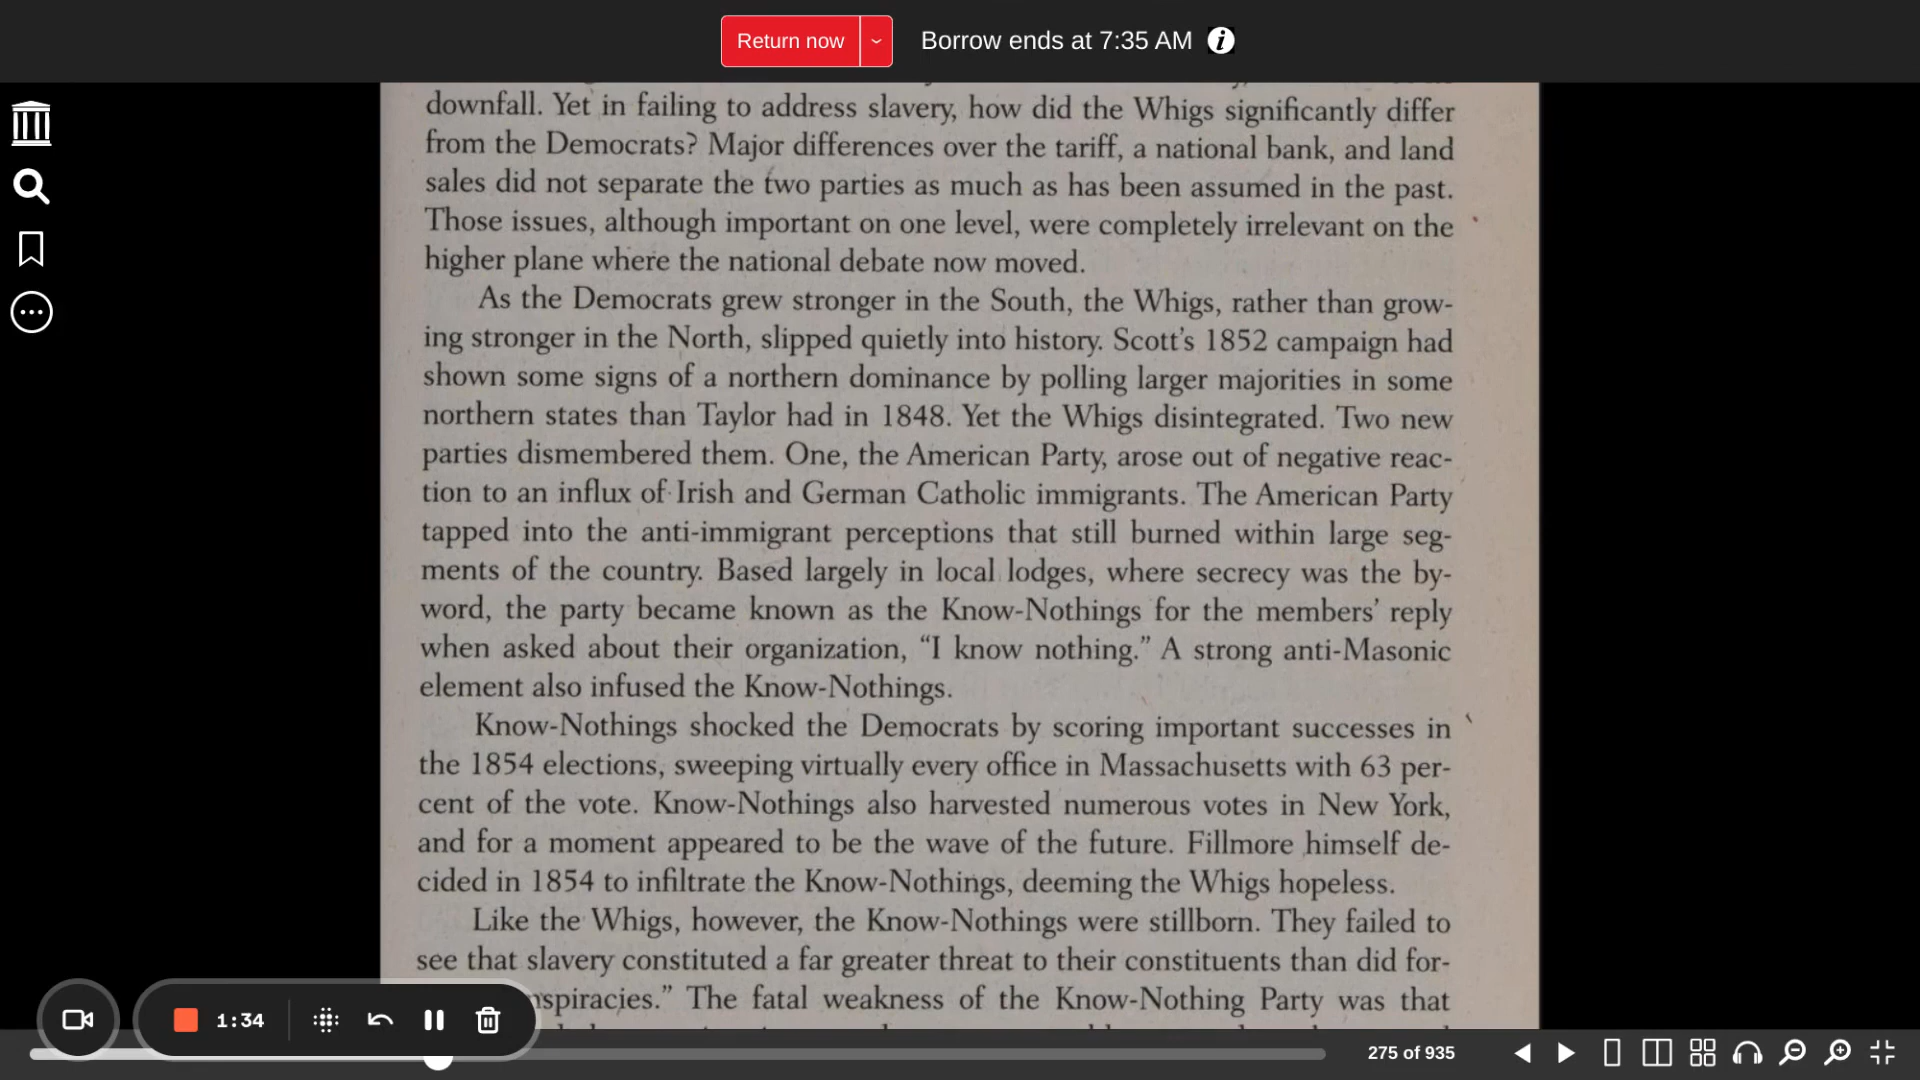 Return now
Borrow ends at 7:35 AM
downfall. Yet in failing to address slavery, how did the Whigs significantly differ
from the Democrats? Major differences over the tariff, a national bank, and land
sales did not separate the two parties as much as has been assumed in the past.
Those issues, although important on one level, were completely irrelevant on the
higher plane where the national debate now moved.
As the Democrats grew stronger in the South, the Whigs, rather than grow-
ing stronger in the North, slipped quietly into history. Scott's 1852 campaign had
shown some signs of a northern dominance by polling larger majorities in some
northern states than Taylor had in 1848. Yet the Whigs disintegrated. Two new
parties dismembered them. One, the American Party, arose out of negative reac-
tion to an influx of Irish and German Catholic immigrants. The American Party
tapped into the anti-immigrant perceptions that still burned within large seg-
ments of the country. Based largely in local lodges, where secrecy was the by-
word, the party became known as the Know-Nothings for the members' reply
when asked about their organization, “I know nothing.” A strong anti-Masonic
element also infused the Know-Nothings.
Know-Nothings shocked the Democrats by scoring important successes in
the 1854 elections, sweeping virtually every office in Massachusetts with 63 per-
cent of the vote. Know-Nothings also harvested numerous votes in New York,
and for a moment appeared to be the wave of the future. Fillmore himself de-
cided in 1854 to infiltrate the Know-Nothings, deeming the Whigs hopeless.
Like the Whigs, however, the Know-Nothings were stillborn. They failed to
see that slavery constituted a far greater threat to their constituents than did for-
nspiracies.” The fatal weakness of the Know-Nothing Party was that
1:34
275 of 935